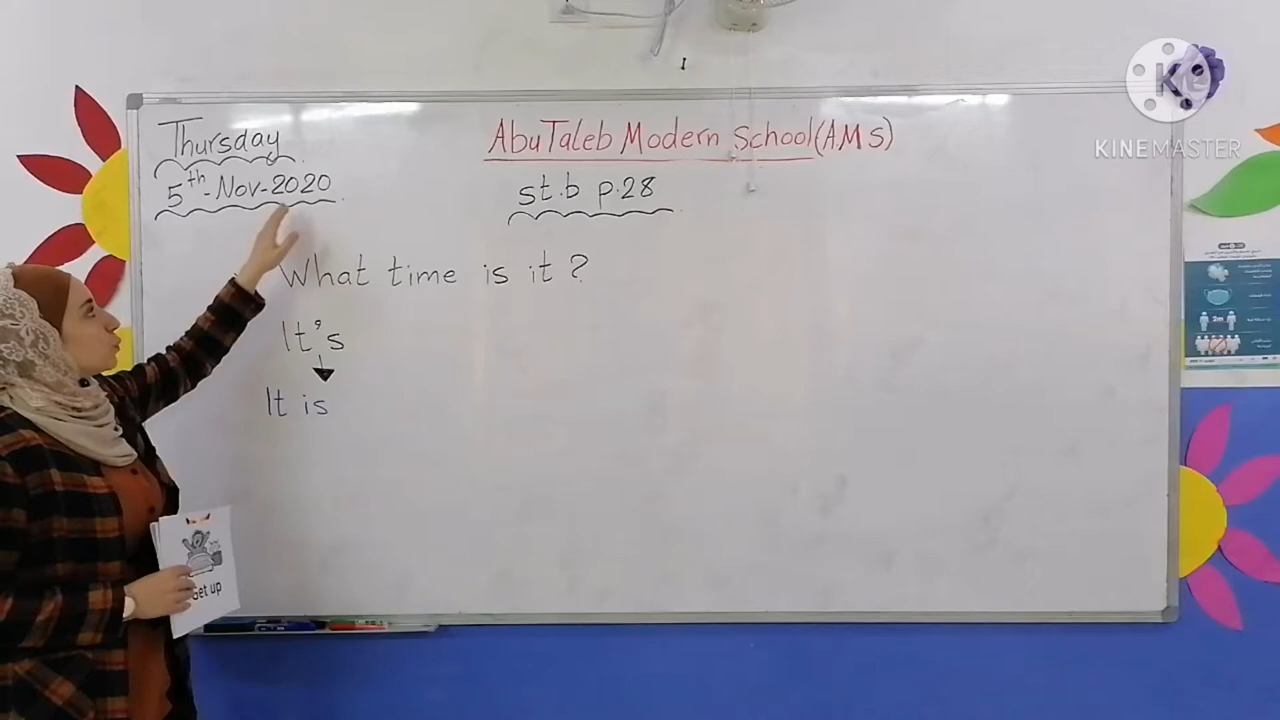 Thursday
5th-Nov-2020
AbuTaleb Modern School(A.M.S)
st.b p.28
What time is it?
It's
It is
Get up
K
KINEMASTER
2m